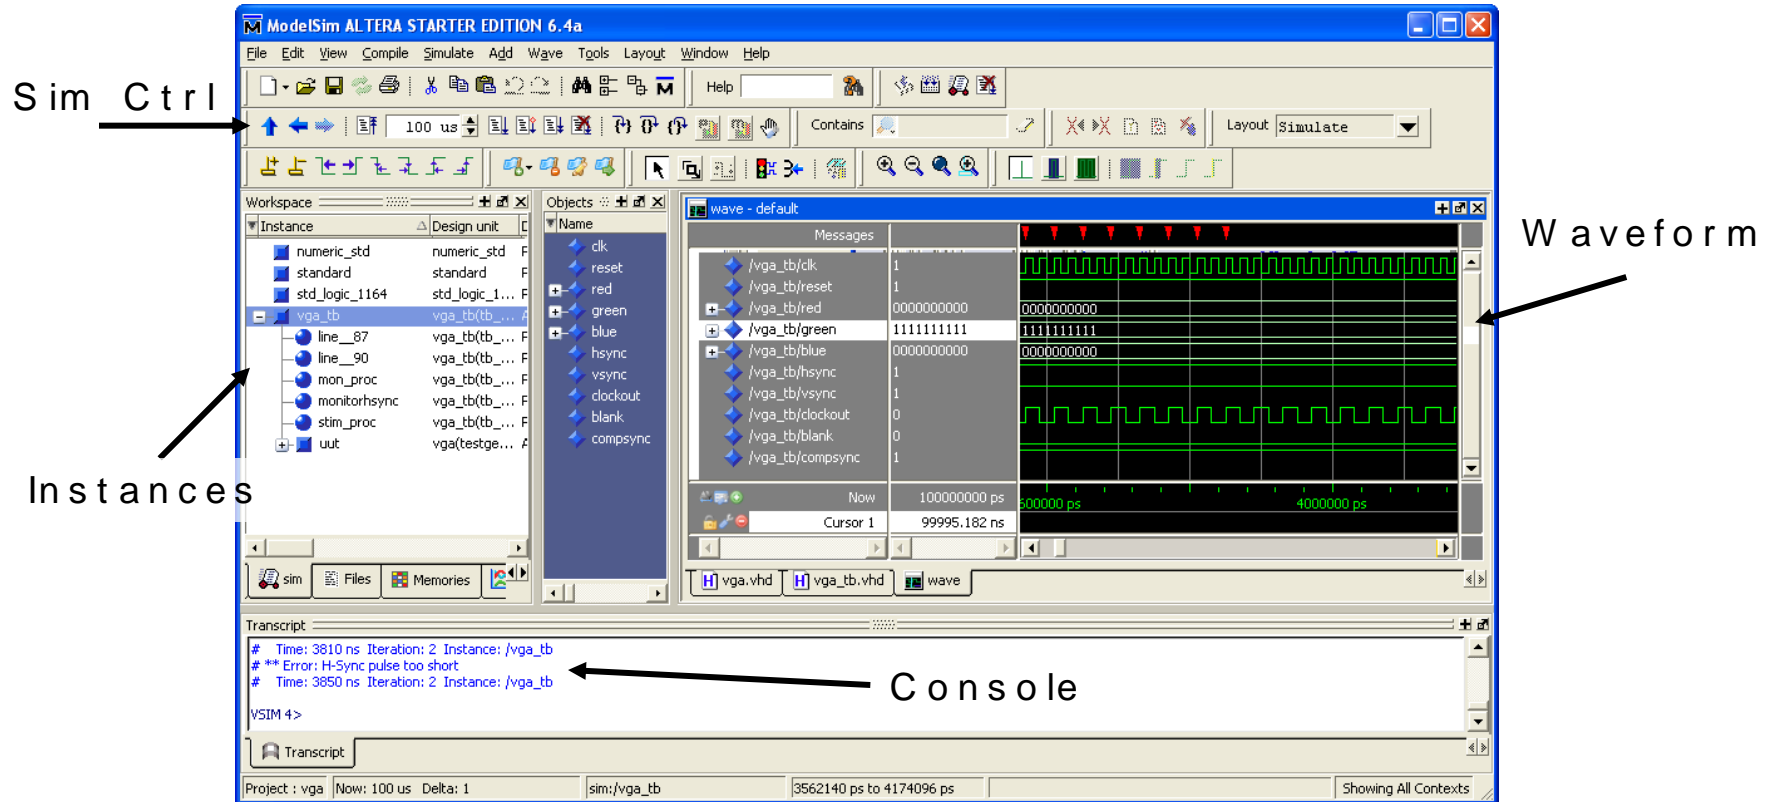 ModelSim ALTERA STARTER EDITION 6.4a
File Edit View Compile Simulate Add Wave Tools Layout Window Help
Help
Sim Ctrl
100 us
Contains
Layout Simulate
Workspace
Instance Design unit
numeric_std numeric_std
standard standard
std_logic_1164 std_logic_1...
vga_tb vga_tb(tb_...
line__87 vga_tb(tb_...
line__90 vga_tb(tb_...
mon_proc vga_tb(tb_...
monitorhsync vga_tb(tb_...
stim_proc vga_tb(tb_...
uut vga(testge...
Instances
sim Files Memories
Objects
Name
clk
reset
red
green
blue
hsync
vsync
clockout
blank
compsync
wave - default
Messages
/vga_tb/clk 1
/vga_tb/reset 1
/vga_tb/red 0000000000 0000000000
/vga_tb/green 1111111111 1111111111
/vga_tb/blue 0000000000 0000000000
/vga_tb/hsync 1
/vga_tb/vsync 1
/vga_tb/clockout 0
/vga_tb/blank 0
/vga_tb/compsync 1
Now 100000000 ps 600000 ps 4000000 ps
Cursor 1 99995.182 ns
vga.vhd vga_tb.vhd wave
Waveform
Transcript
# Time: 3810 ns Iteration: 2 Instance: /vga_tb
# ** Error: H-Sync pulse too short
# Time: 3850 ns Iteration: 2 Instance: /vga_tb
VSIM 4>
Console
Transcript
Project : vga Now: 100 us Delta: 1 sim:/vga_tb 3562140 ps to 4174096 ps Showing All Contexts